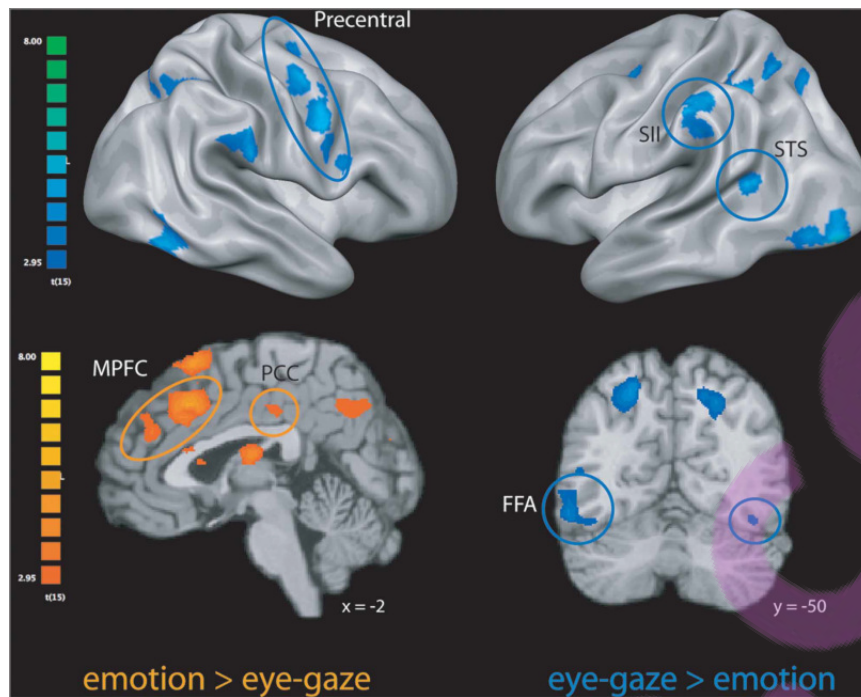 Precentral
8.00
SII
STS
2.95
t(15)
8.00
MPFC
PCC
FFA
2.95
t(15)
x = -2
y = -50
emotion > eye-gaze
eye-gaze > emotion